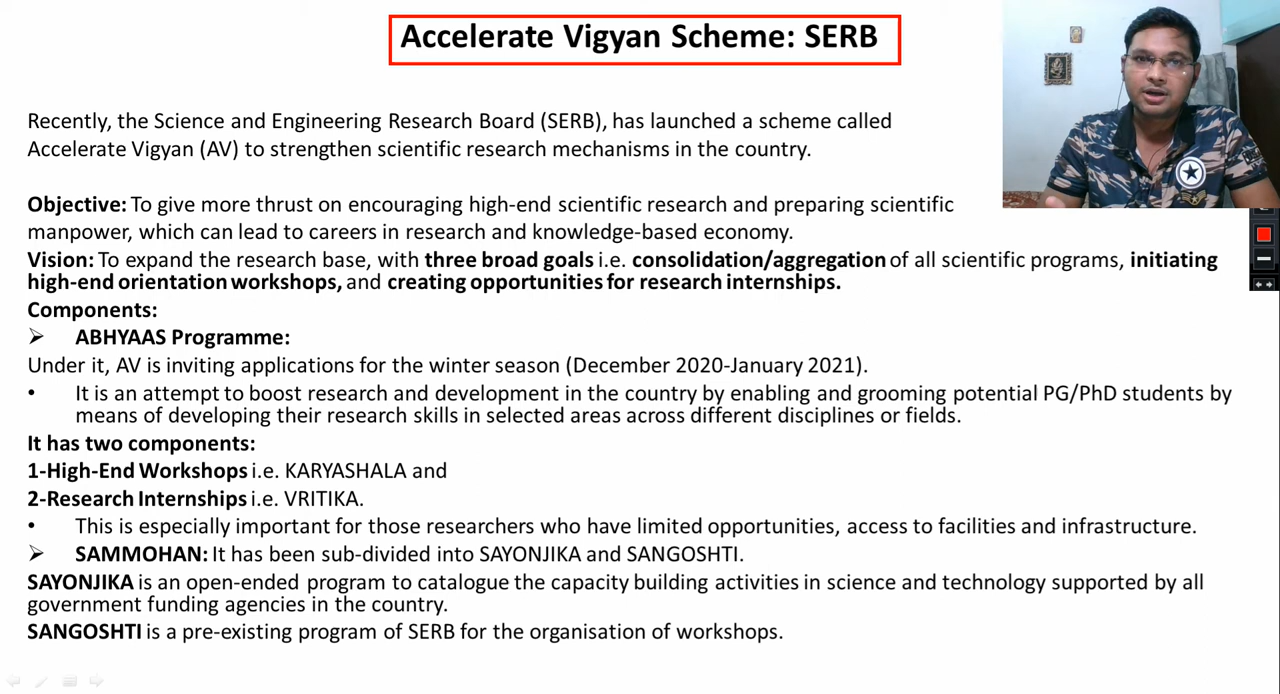 Accelerate Vigyan Scheme: SERB
Recently, the Science and Engineering Research Board (SERB), has launched a scheme called
Accelerate Vigyan (AV) to strengthen scientific research mechanisms in the country.
Objective: To give more thrust on encouraging high-end scientific research and preparing scientific
manpower, which can lead to careers in research and knowledge-based economy.
Vision: To expand the research base, with three broad goals i.e. consolidation/aggregation of all scientific programs, initiating
high-end orientation workshops, and creating opportunities for research internships.
Components:
➢ ABHYAAS Programme:
Under it, AV is inviting applications for the winter season (December 2020-January 2021).
• It is an attempt to boost research and development in the country by enabling and grooming potential PG/PhD students by
means of developing their research skills in selected areas across different disciplines or fields.
It has two components:
1-High-End Workshops i.e. KARYASHALA and
2-Research Internships i.e. VRITIKA.
• This is especially important for those researchers who have limited opportunities, access to facilities and infrastructure.
➢ SAMMOHAN: It has been sub-divided into SAYONJIKA and SANGOSHTI.
SAYONJIKA is an open-ended program to catalogue the capacity building activities in science and technology supported by all
government funding agencies in the country.
SANGOSHTI is a pre-existing program of SERB for the organisation of workshops.